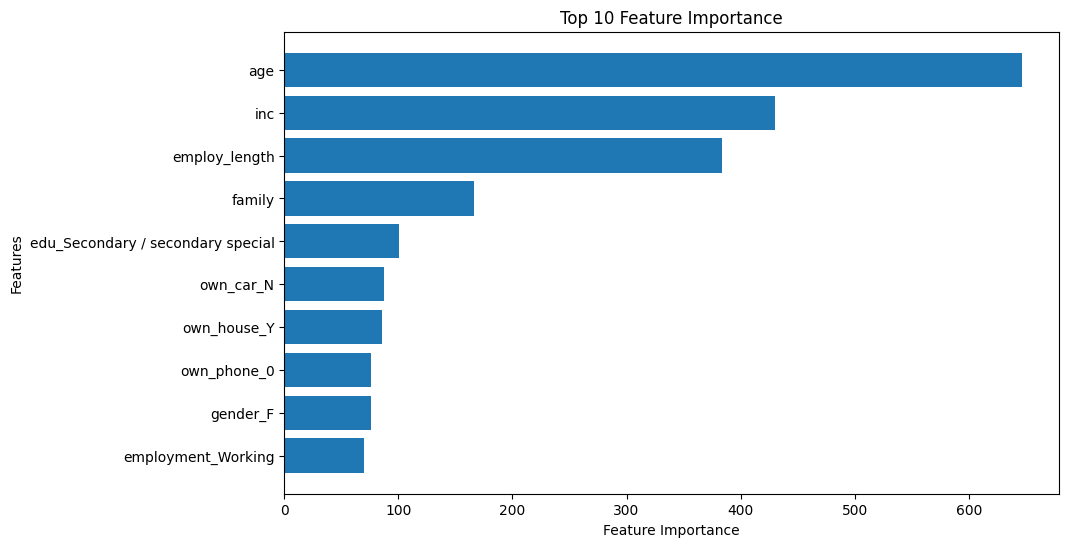 Top 10 Feature Importance
Features
age
inc
employ_length
family
edu_Secondary / secondary special
own_car_N
own_house_Y
own_phone_0
gender_F
employment_Working
0 100 200 300 400 500 600
Feature Importance